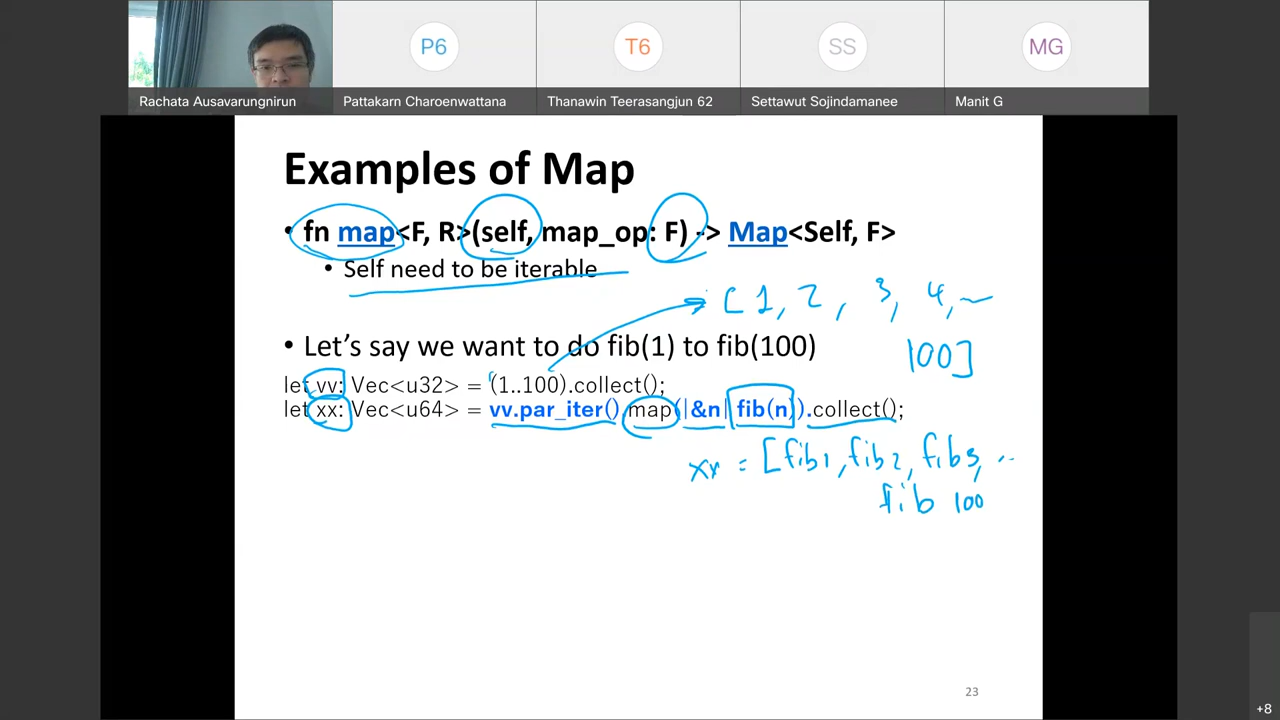 P6
T6
SS
MG
Rachata Ausavarungnirun
Pattakarn Charoenwattana
Thanawin Teerasangjun 62
Settawut Sojindamanee
Manit G
Examples of Map
• fn map<F, R>(self, map_op: F) -> Map<Self, F>
• Self need to be iterable
[ 1, 2, 3, 4, ~
100]
• Let's say we want to do fib(1) to fib(100)
let vv: Vec<u32> = (1..100).collect();
let xx: Vec<u64> = vv.par_iter().map(|&n| fib(n)).collect();
xx = [fib1, fib2, fib3, ..
fib 100
23
+8